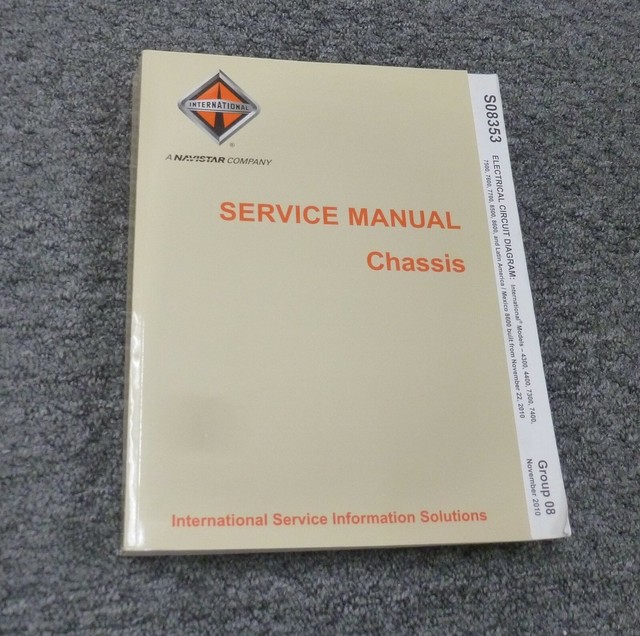 INTERNATIONAL
®
A NAVISTAR COMPANY
SERVICE MANUAL
Chassis
International Service Information Solutions
S08353
ELECTRICAL CIRCUIT DIAGRAM: International® Models – 4300, 4400, 7300, 7400,
7500, 7600, 7700, 8500, 8600, and Latin America / Mexico 8600 built from November 22, 2010
Group 08
November 2010